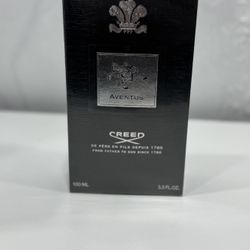 AVENTUS
CREED
DE PÈRE EN FILS DEPUIS 1760
FROM FATHER TO SON SINCE 1760
100 ML
3.3 FL.OZ.